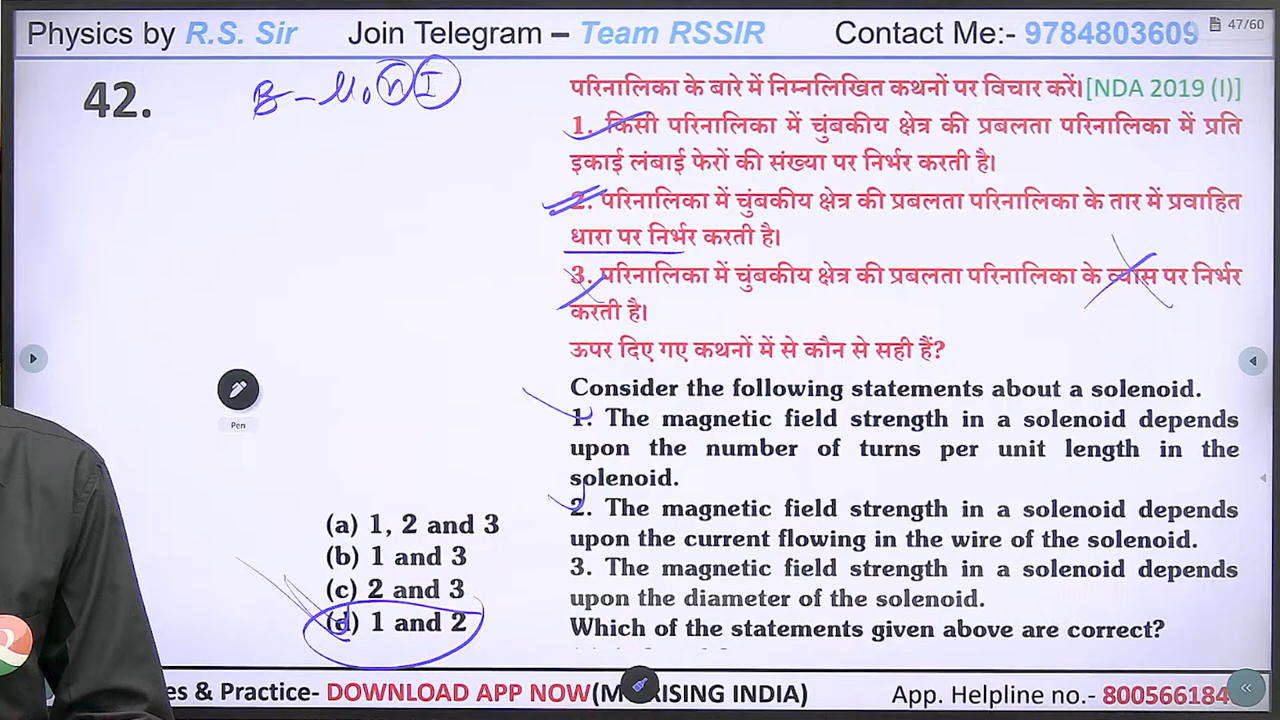 Physics by R.S. Sir Join Telegram – Team RSSIR Contact Me:- 9784803609 47/60
42.
B - μ₀ n I
परिनालिका के बारे में निम्नलिखित कथनों पर विचार करें।[NDA 2019 (I)]
1. किसी परिनालिका में चुंबकीय क्षेत्र की प्रबलता परिनालिका में प्रति
इकाई लंबाई फेरों की संख्या पर निर्भर करती है।
2. परिनालिका में चुंबकीय क्षेत्र की प्रबलता परिनालिका के तार में प्रवाहित
धारा पर निर्भर करती है।
3. परिनालिका में चुंबकीय क्षेत्र की प्रबलता परिनालिका के व्यास पर निर्भर
करती है।
ऊपर दिए गए कथनों में से कौन से सही हैं?
Consider the following statements about a solenoid.
1. The magnetic field strength in a solenoid depends
upon the number of turns per unit length in the
solenoid.
2. The magnetic field strength in a solenoid depends
upon the current flowing in the wire of the solenoid.
3. The magnetic field strength in a solenoid depends
upon the diameter of the solenoid.
Which of the statements given above are correct?
(a) 1, 2 and 3
(b) 1 and 3
(c) 2 and 3
(d) 1 and 2
Pen
& Practice- DOWNLOAD APP NOW RISING INDIA) App. Helpline no.- 800566184